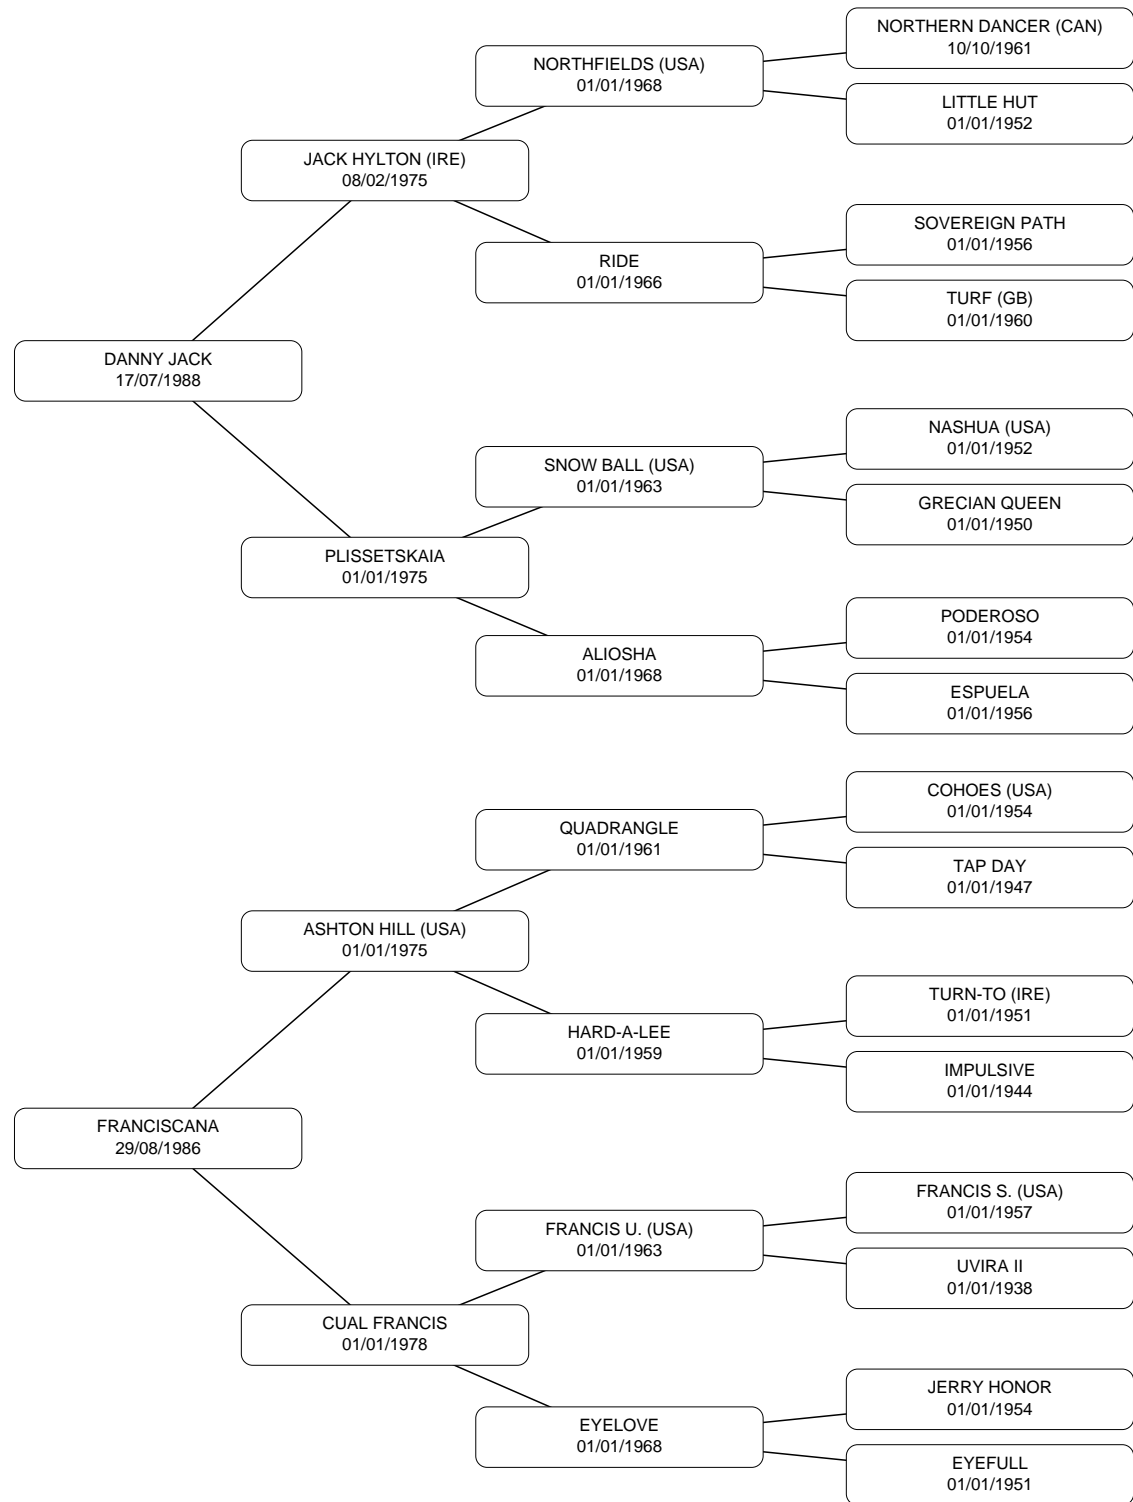 NORTHERN DANCER (CAN)
10/10/1961
NORTHFIELDS (USA)
01/01/1968
LITTLE HUT
01/01/1952
JACK HYLTON (IRE)
08/02/1975
SOVEREIGN PATH
01/01/1956
RIDE
01/01/1966
TURF (GB)
01/01/1960
DANNY JACK
17/07/1988
NASHUA (USA)
01/01/1952
SNOW BALL (USA)
01/01/1963
GRECIAN QUEEN
01/01/1950
PLISSETSKAIA
01/01/1975
PODEROSO
01/01/1954
ALIOSHA
01/01/1968
ESPUELA
01/01/1956
COHOES (USA)
01/01/1954
QUADRANGLE
01/01/1961
TAP DAY
01/01/1947
ASHTON HILL (USA)
01/01/1975
TURN-TO (IRE)
01/01/1951
HARD-A-LEE
01/01/1959
IMPULSIVE
01/01/1944
FRANCISCANA
29/08/1986
FRANCIS S. (USA)
01/01/1957
FRANCIS U. (USA)
01/01/1963
UVIRA II
01/01/1938
CUAL FRANCIS
01/01/1978
JERRY HONOR
01/01/1954
EYELOVE
01/01/1968
EYEFULL
01/01/1951